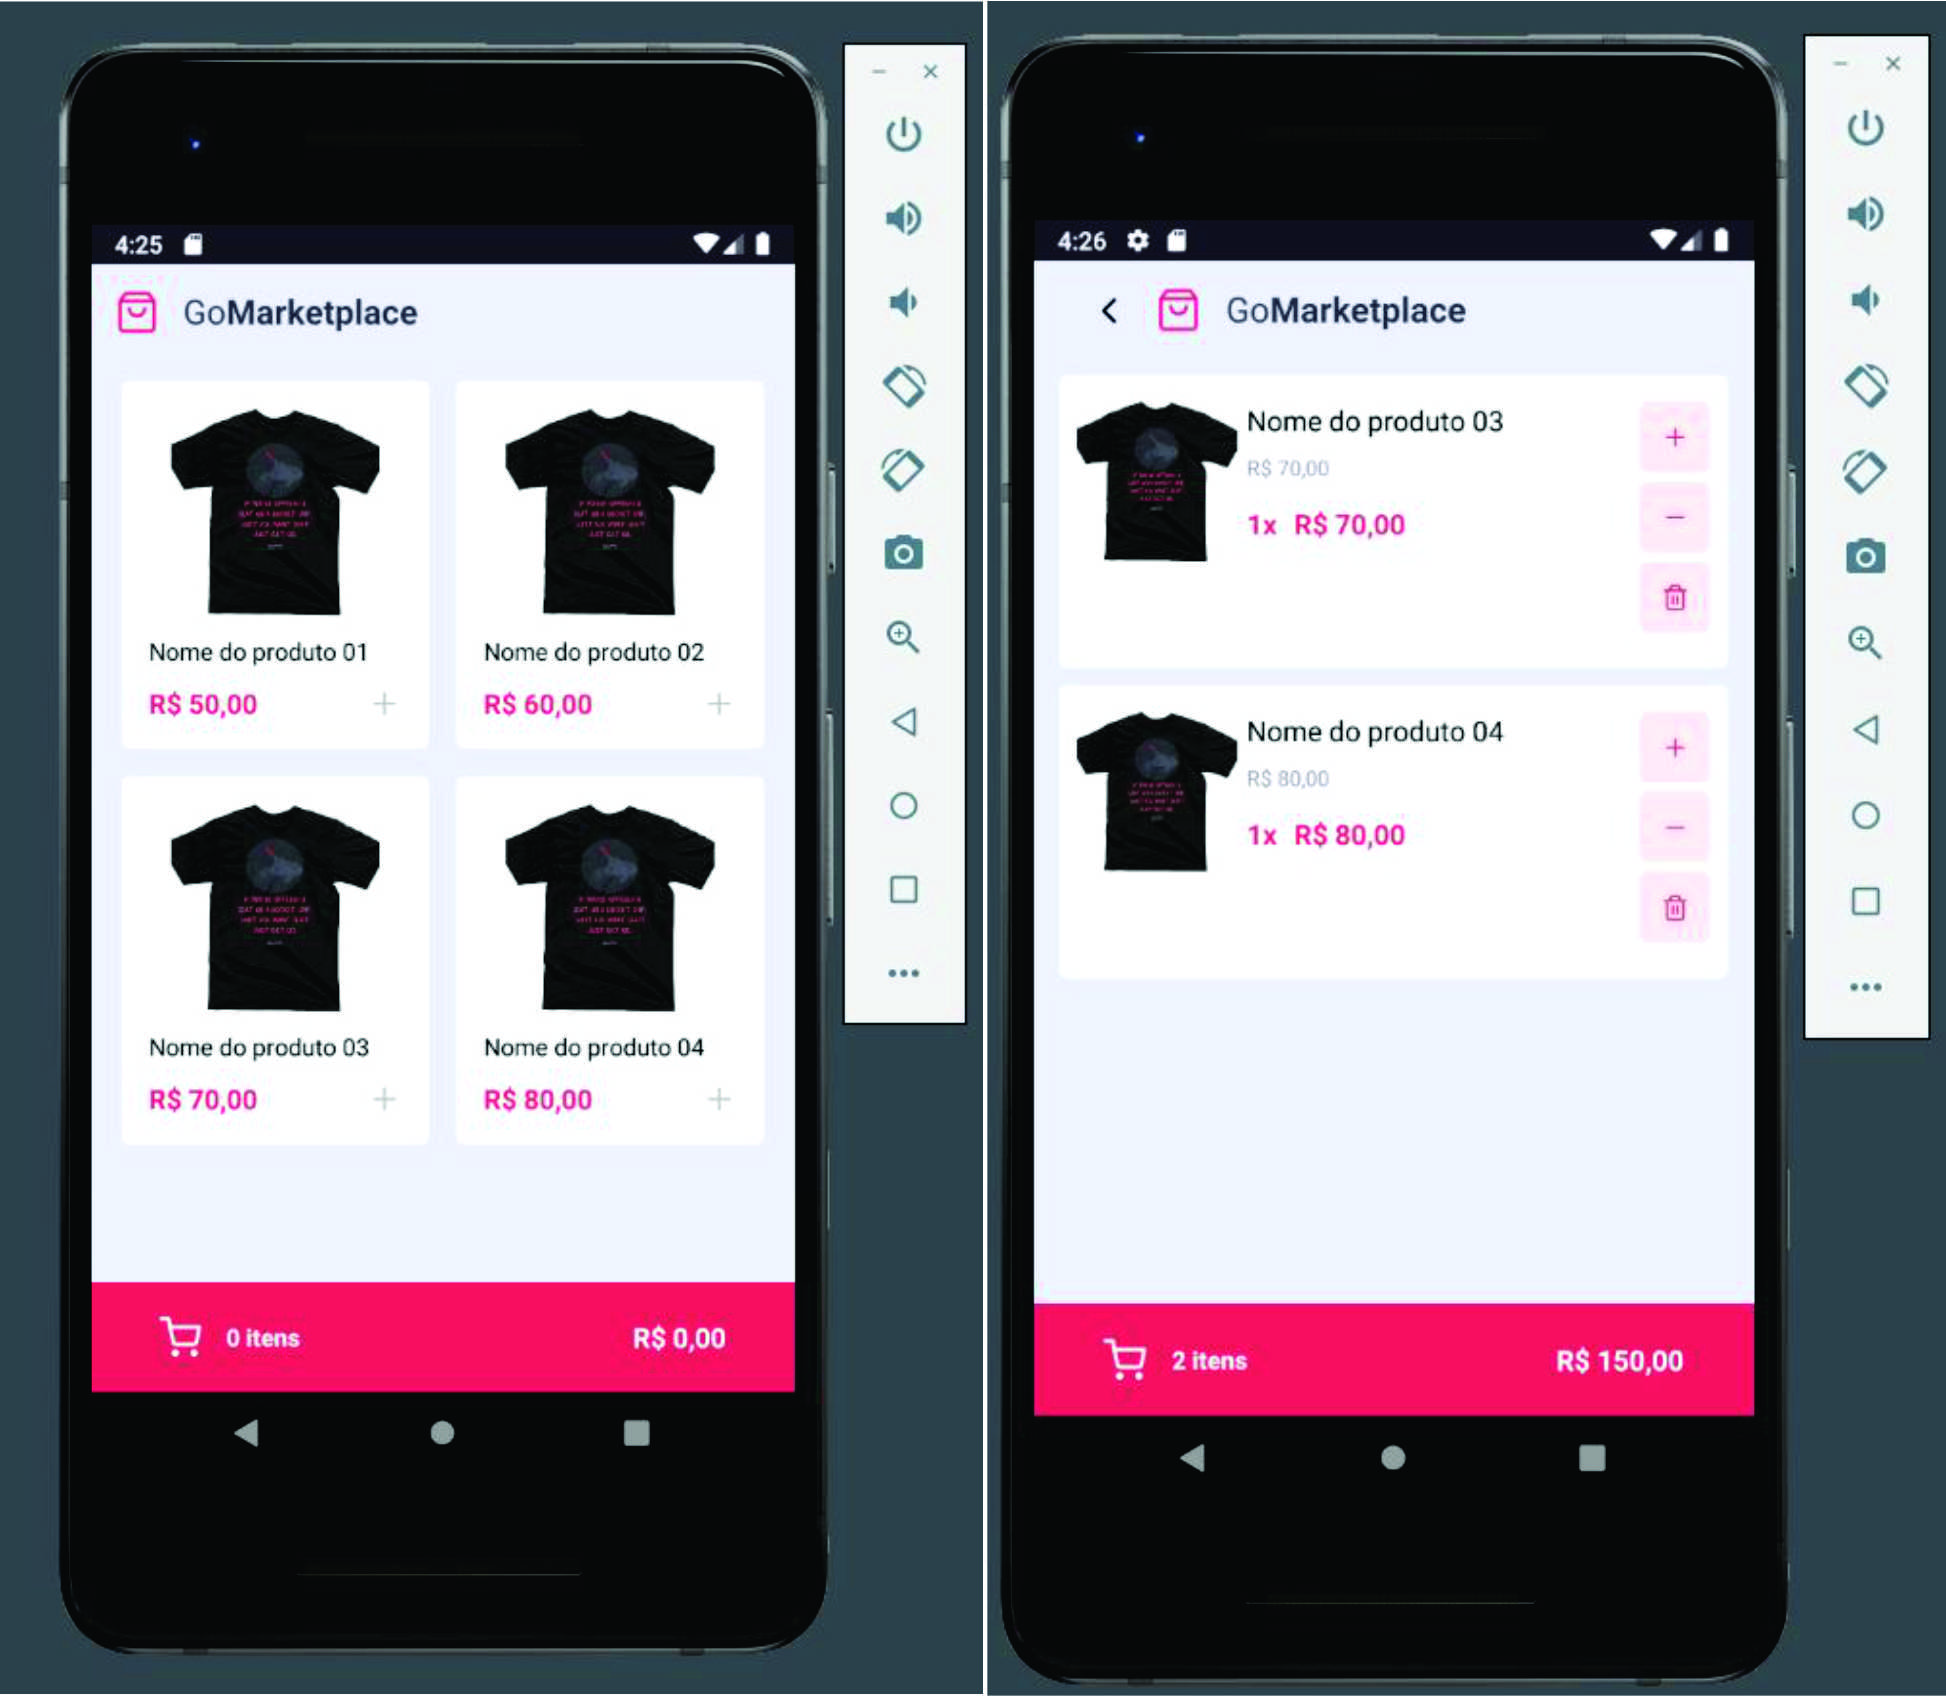 4:25
GoMarketplace
Nome do produto 01
R$ 50,00
+
Nome do produto 02
R$ 60,00
+
Nome do produto 03
R$ 70,00
+
Nome do produto 04
R$ 80,00
+
0 itens
R$ 0,00
4:26
GoMarketplace
Nome do produto 03
R$ 70,00
1x R$ 70,00
Nome do produto 04
R$ 80,00
1x R$ 80,00
2 itens
R$ 150,00